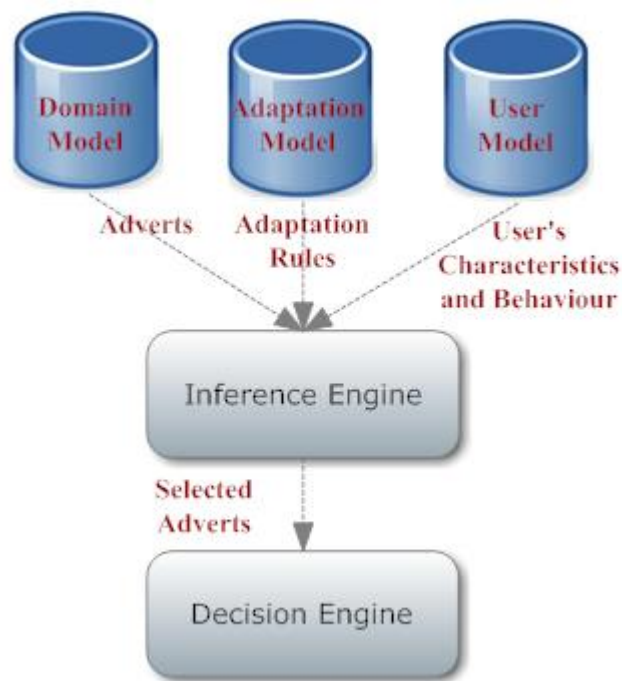 Domain
Model
Adaptation
Model
User
Model
Adverts
Adaptation
Rules
User's
Characteristics
and Behaviour
Inference Engine
Selected
Adverts
Decision Engine